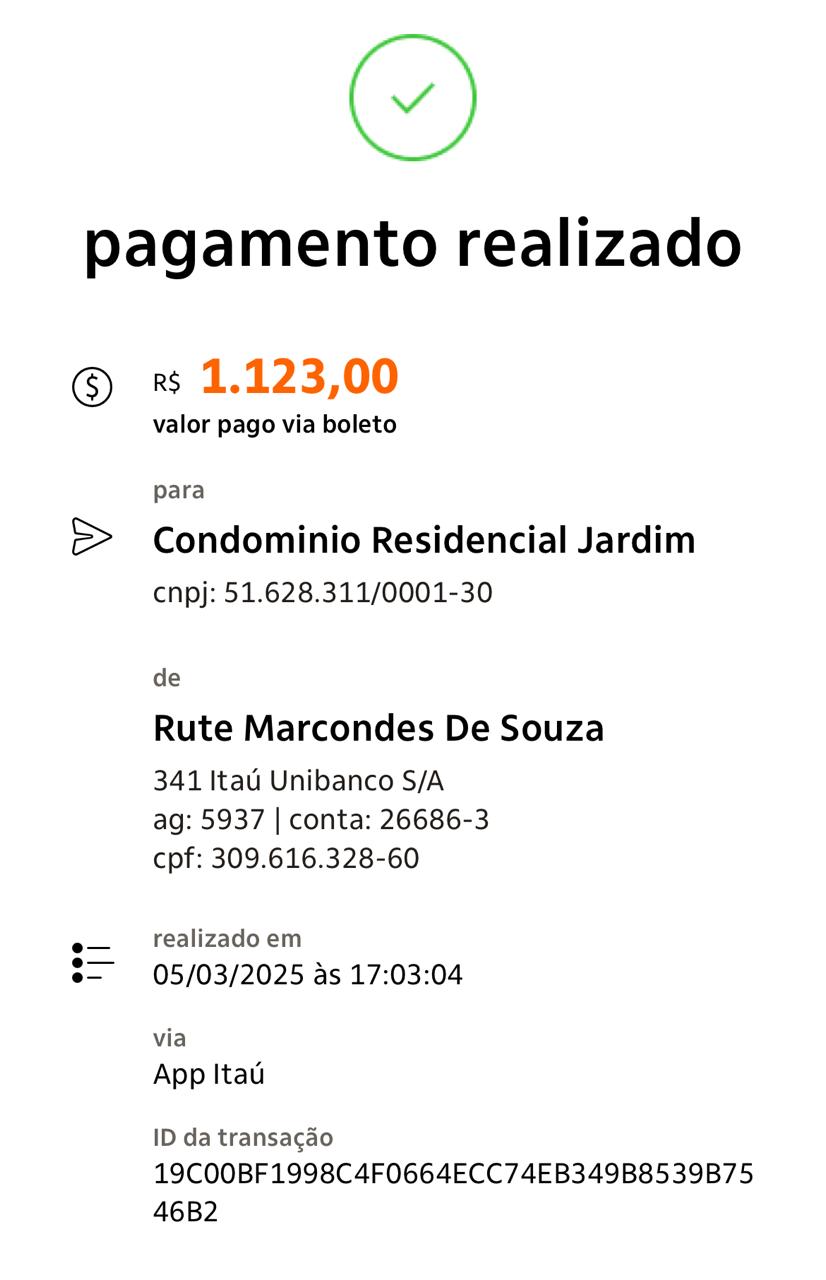 pagamento realizado
R$ 1.123,00
valor pago via boleto
para
Condominio Residencial Jardim
cnpj: 51.628.311/0001-30
de
Rute Marcondes De Souza
341 Itaú Unibanco S/A
ag: 5937 | conta: 26686-3
cpf: 309.616.328-60
realizado em
05/03/2025 às 17:03:04
via
App Itaú
ID da transação
19C00BF1998C4F0664ECC74EB349B8539B75
46B2